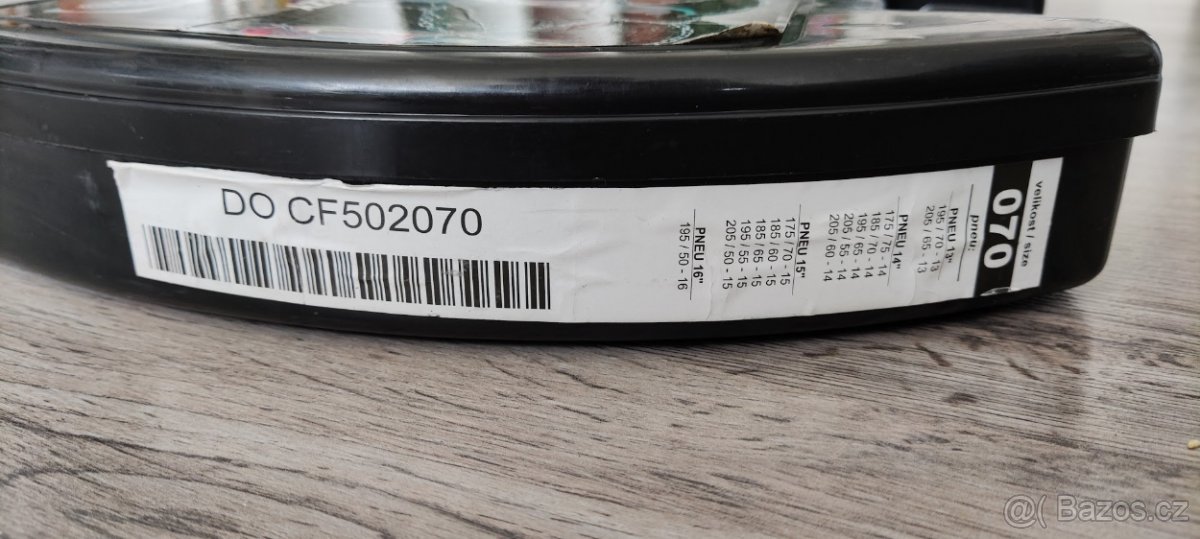 DO CF502070
velikost / size
070
pneu:
PNEU 13"
195 / 70 - 13
205 / 65 - 13
PNEU 14"
175 / 75 - 14
185 / 70 - 14
195 / 65 - 14
205 / 55 - 14
205 / 60 - 14
PNEU 15"
175 / 70 - 15
185 / 60 - 15
185 / 65 - 15
195 / 55 - 15
205 / 50 - 15
PNEU 16"
195 / 50 - 16
@( Bazos.cz